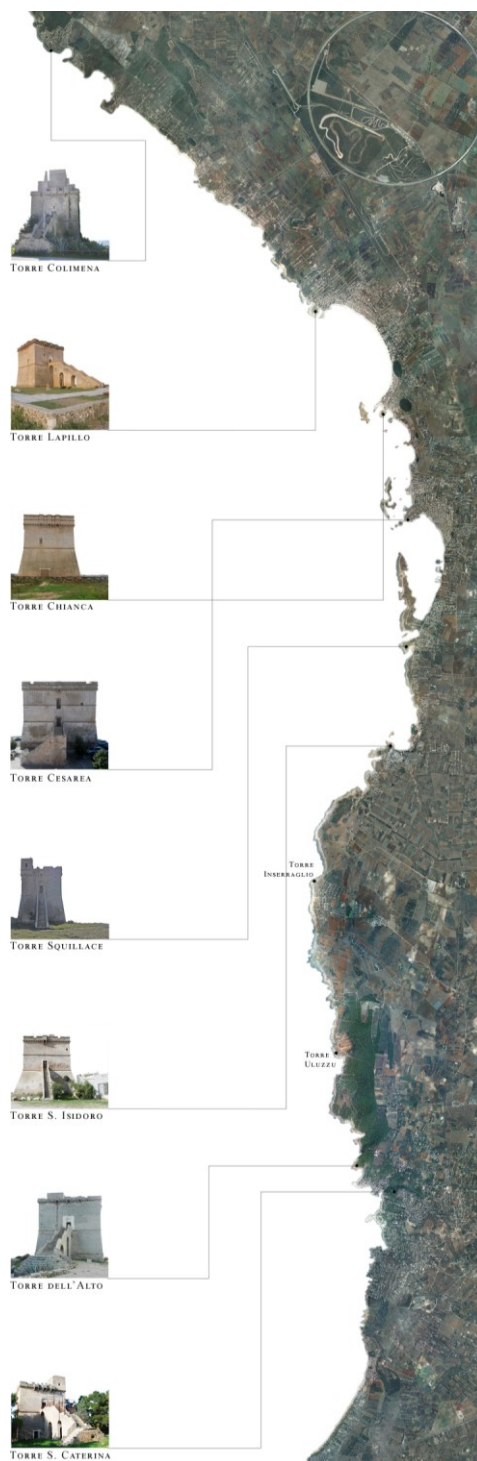 Torre Colimena
Torre Lapillo
Torre Chianca
Torre Cesarea
Torre Squillace
Torre
Inserraglio
Torre
Uluzzu
Torre S. Isidoro
Torre dell'Alto
Torre S. Caterina